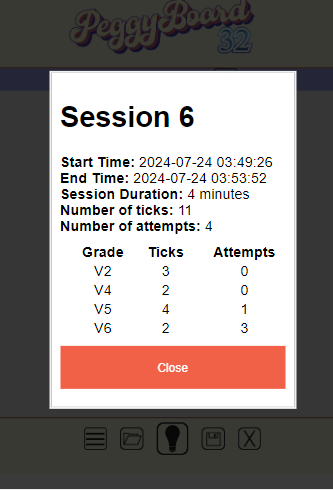 PeggyBoard
32
Session 6
Start Time: 2024-07-24 03:49:26
End Time: 2024-07-24 03:53:52
Session Duration: 4 minutes
Number of ticks: 11
Number of attempts: 4
Grade Ticks Attempts
V2 3 0
V4 2 0
V5 4 1
V6 2 3
Close